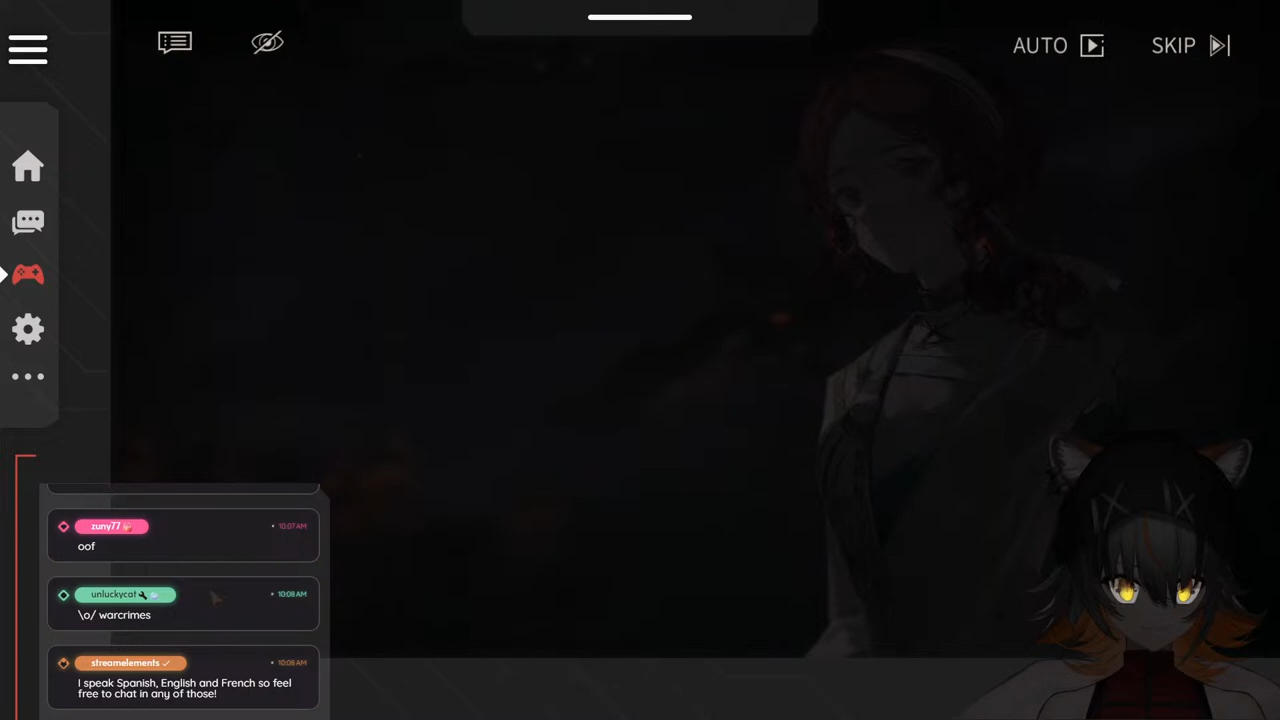 AUTO
SKIP
zuny77
10:07 AM
oof
unluckycat
10:08 AM
\o/ warcrimes
streamelements
10:08 AM
I speak Spanish, English and French so feel
free to chat in any of those!